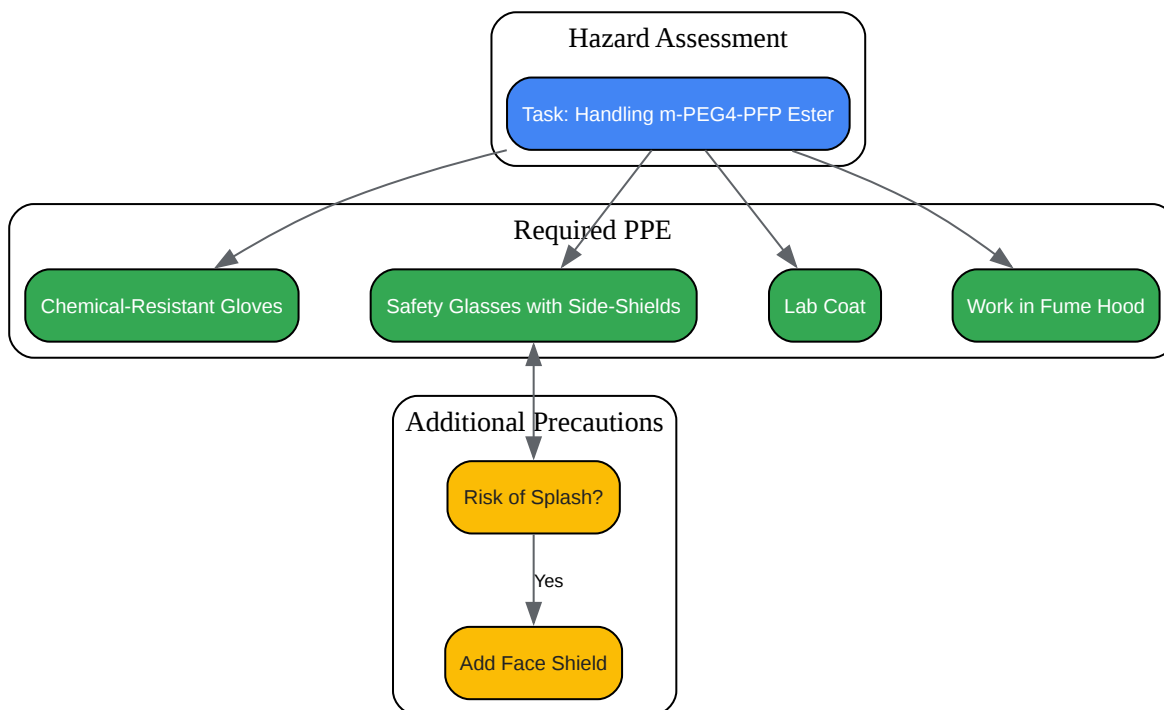 Hazard Assessment
Task: Handling m-PEG4-PFP Ester
Required PPE
Chemical-Resistant Gloves
Safety Glasses with Side-Shields
Lab Coat
Work in Fume Hood
Additional Precautions
Risk of Splash?
Yes
Add Face Shield